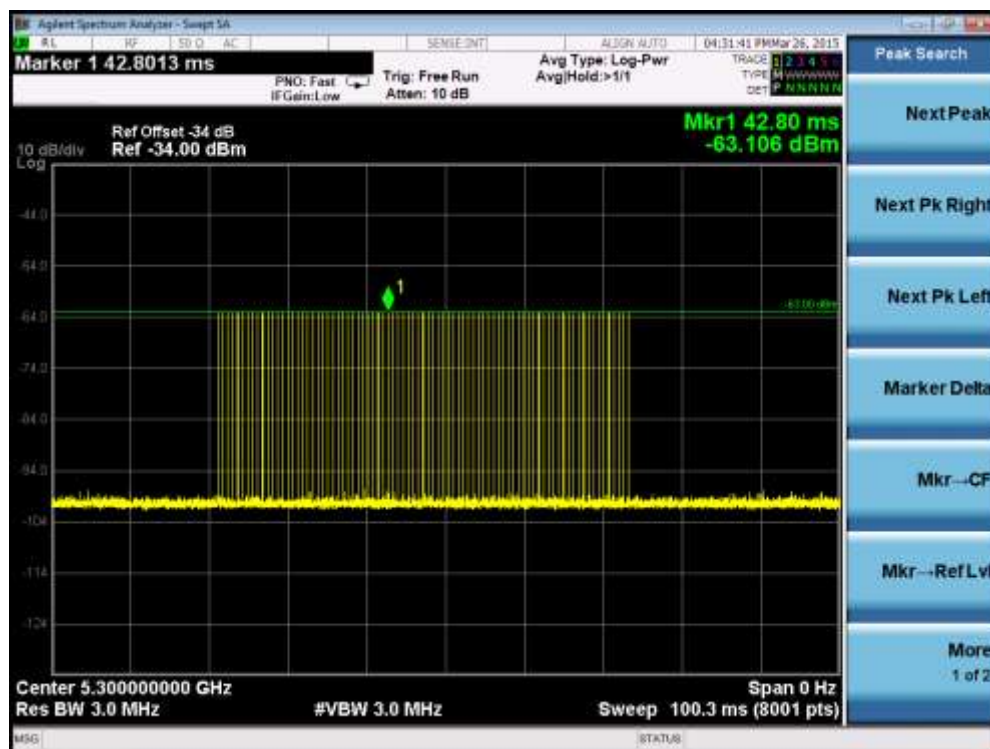 Agilent Spectrum Analyzer - Swept SA
RL RF 50 Ω AC SENSE:INT ALIGN AUTO 04:31:41 PM Mar 26, 2015
Marker 1 42.8013 ms
PNO: Fast
IFGain:Low
Trig: Free Run
Atten: 10 dB
Avg Type: Log-Pwr
Avg|Hold:>1/1
TRACE 1 2 3 4 5 6
TYPE M W W W W W
DET P N N N N N
Peak Search
Ref Offset -34 dB
10 dB/div Ref -34.00 dBm
Log
Mkr1 42.80 ms
-63.106 dBm
-44.0
-54.0
-64.0
-74.0
-84.0
-94.0
-104
-114
-124
1
-63.00 dBm
Center 5.300000000 GHz Span 0 Hz
Res BW 3.0 MHz #VBW 3.0 MHz Sweep 100.3 ms (8001 pts)
MSG STATUS
Next Peak
Next Pk Right
Next Pk Left
Marker Delta
Mkr→CF
Mkr→Ref Lvl
More
1 of 2